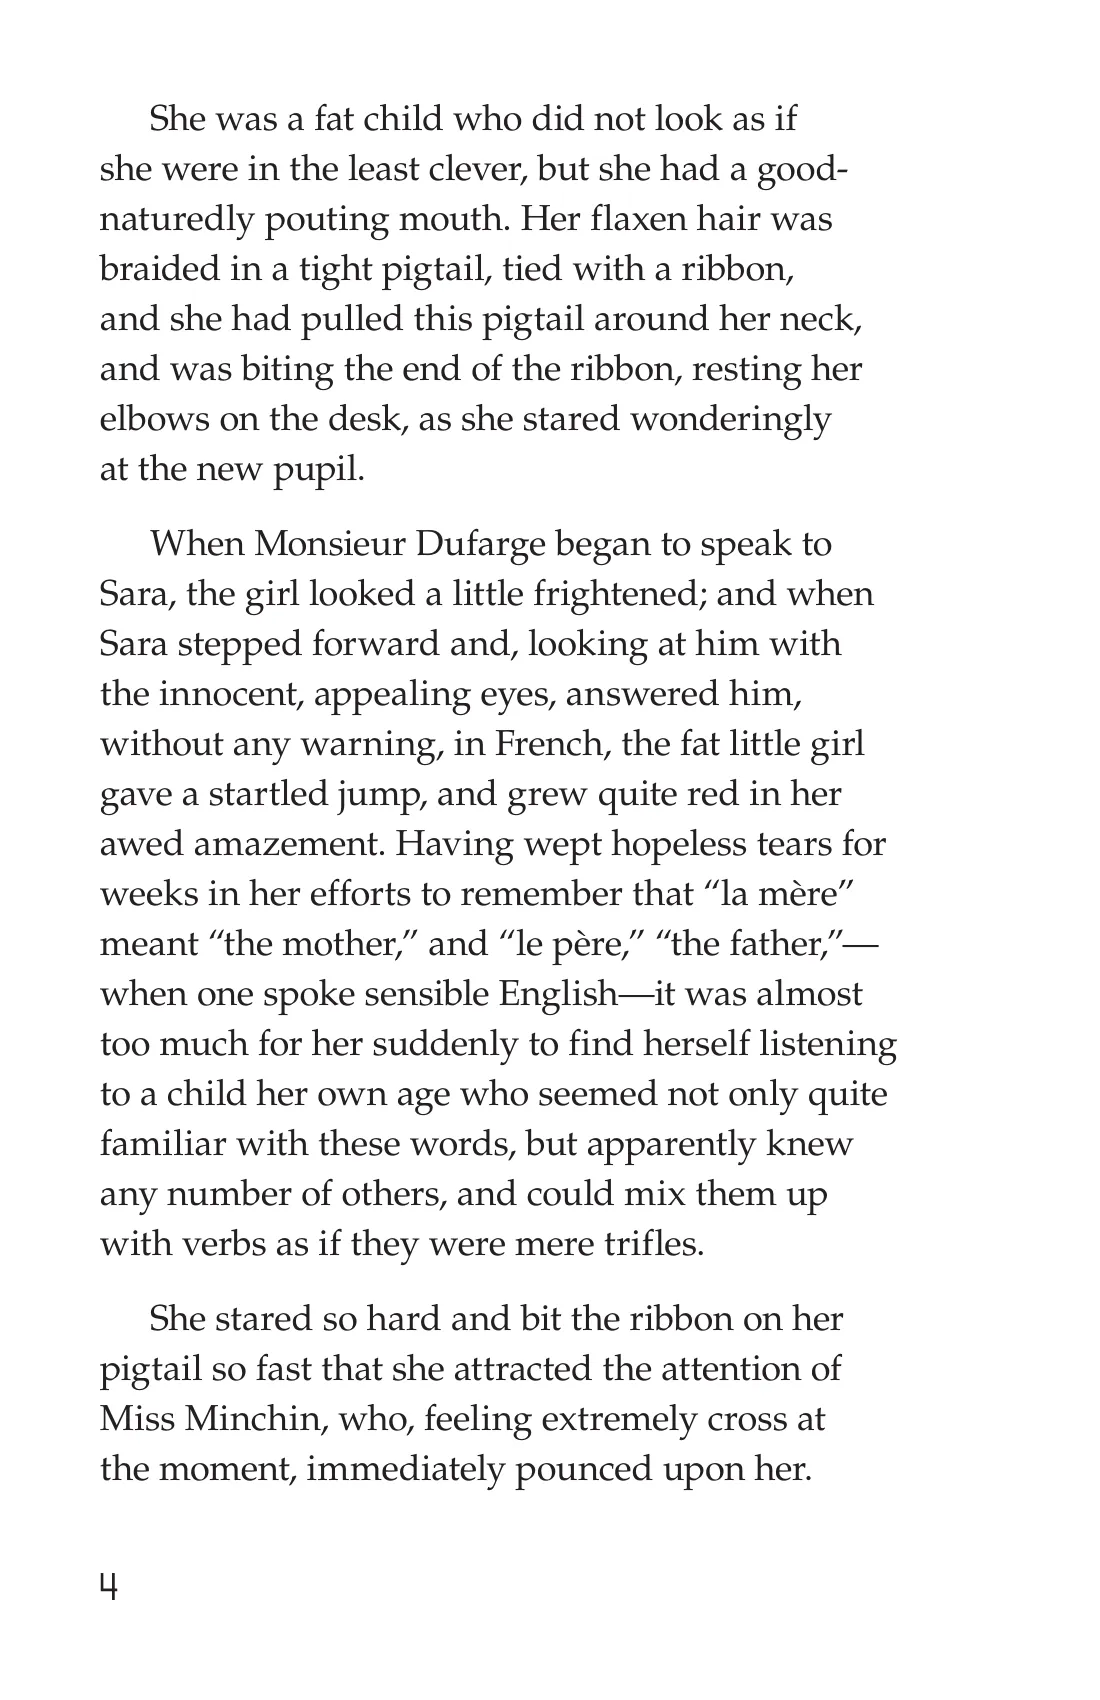 She was a fat child who did not look as if
she were in the least clever, but she had a good-
naturedly pouting mouth. Her flaxen hair was
braided in a tight pigtail, tied with a ribbon,
and she had pulled this pigtail around her neck,
and was biting the end of the ribbon, resting her
elbows on the desk, as she stared wonderingly
at the new pupil.
When Monsieur Dufarge began to speak to
Sara, the girl looked a little frightened; and when
Sara stepped forward and, looking at him with
the innocent, appealing eyes, answered him,
without any warning, in French, the fat little girl
gave a startled jump, and grew quite red in her
awed amazement. Having wept hopeless tears for
weeks in her efforts to remember that “la mère”
meant “the mother,” and “le père,” “the father,”—
when one spoke sensible English—it was almost
too much for her suddenly to find herself listening
to a child her own age who seemed not only quite
familiar with these words, but apparently knew
any number of others, and could mix them up
with verbs as if they were mere trifles.
She stared so hard and bit the ribbon on her
pigtail so fast that she attracted the attention of
Miss Minchin, who, feeling extremely cross at
the moment, immediately pounced upon her.
4